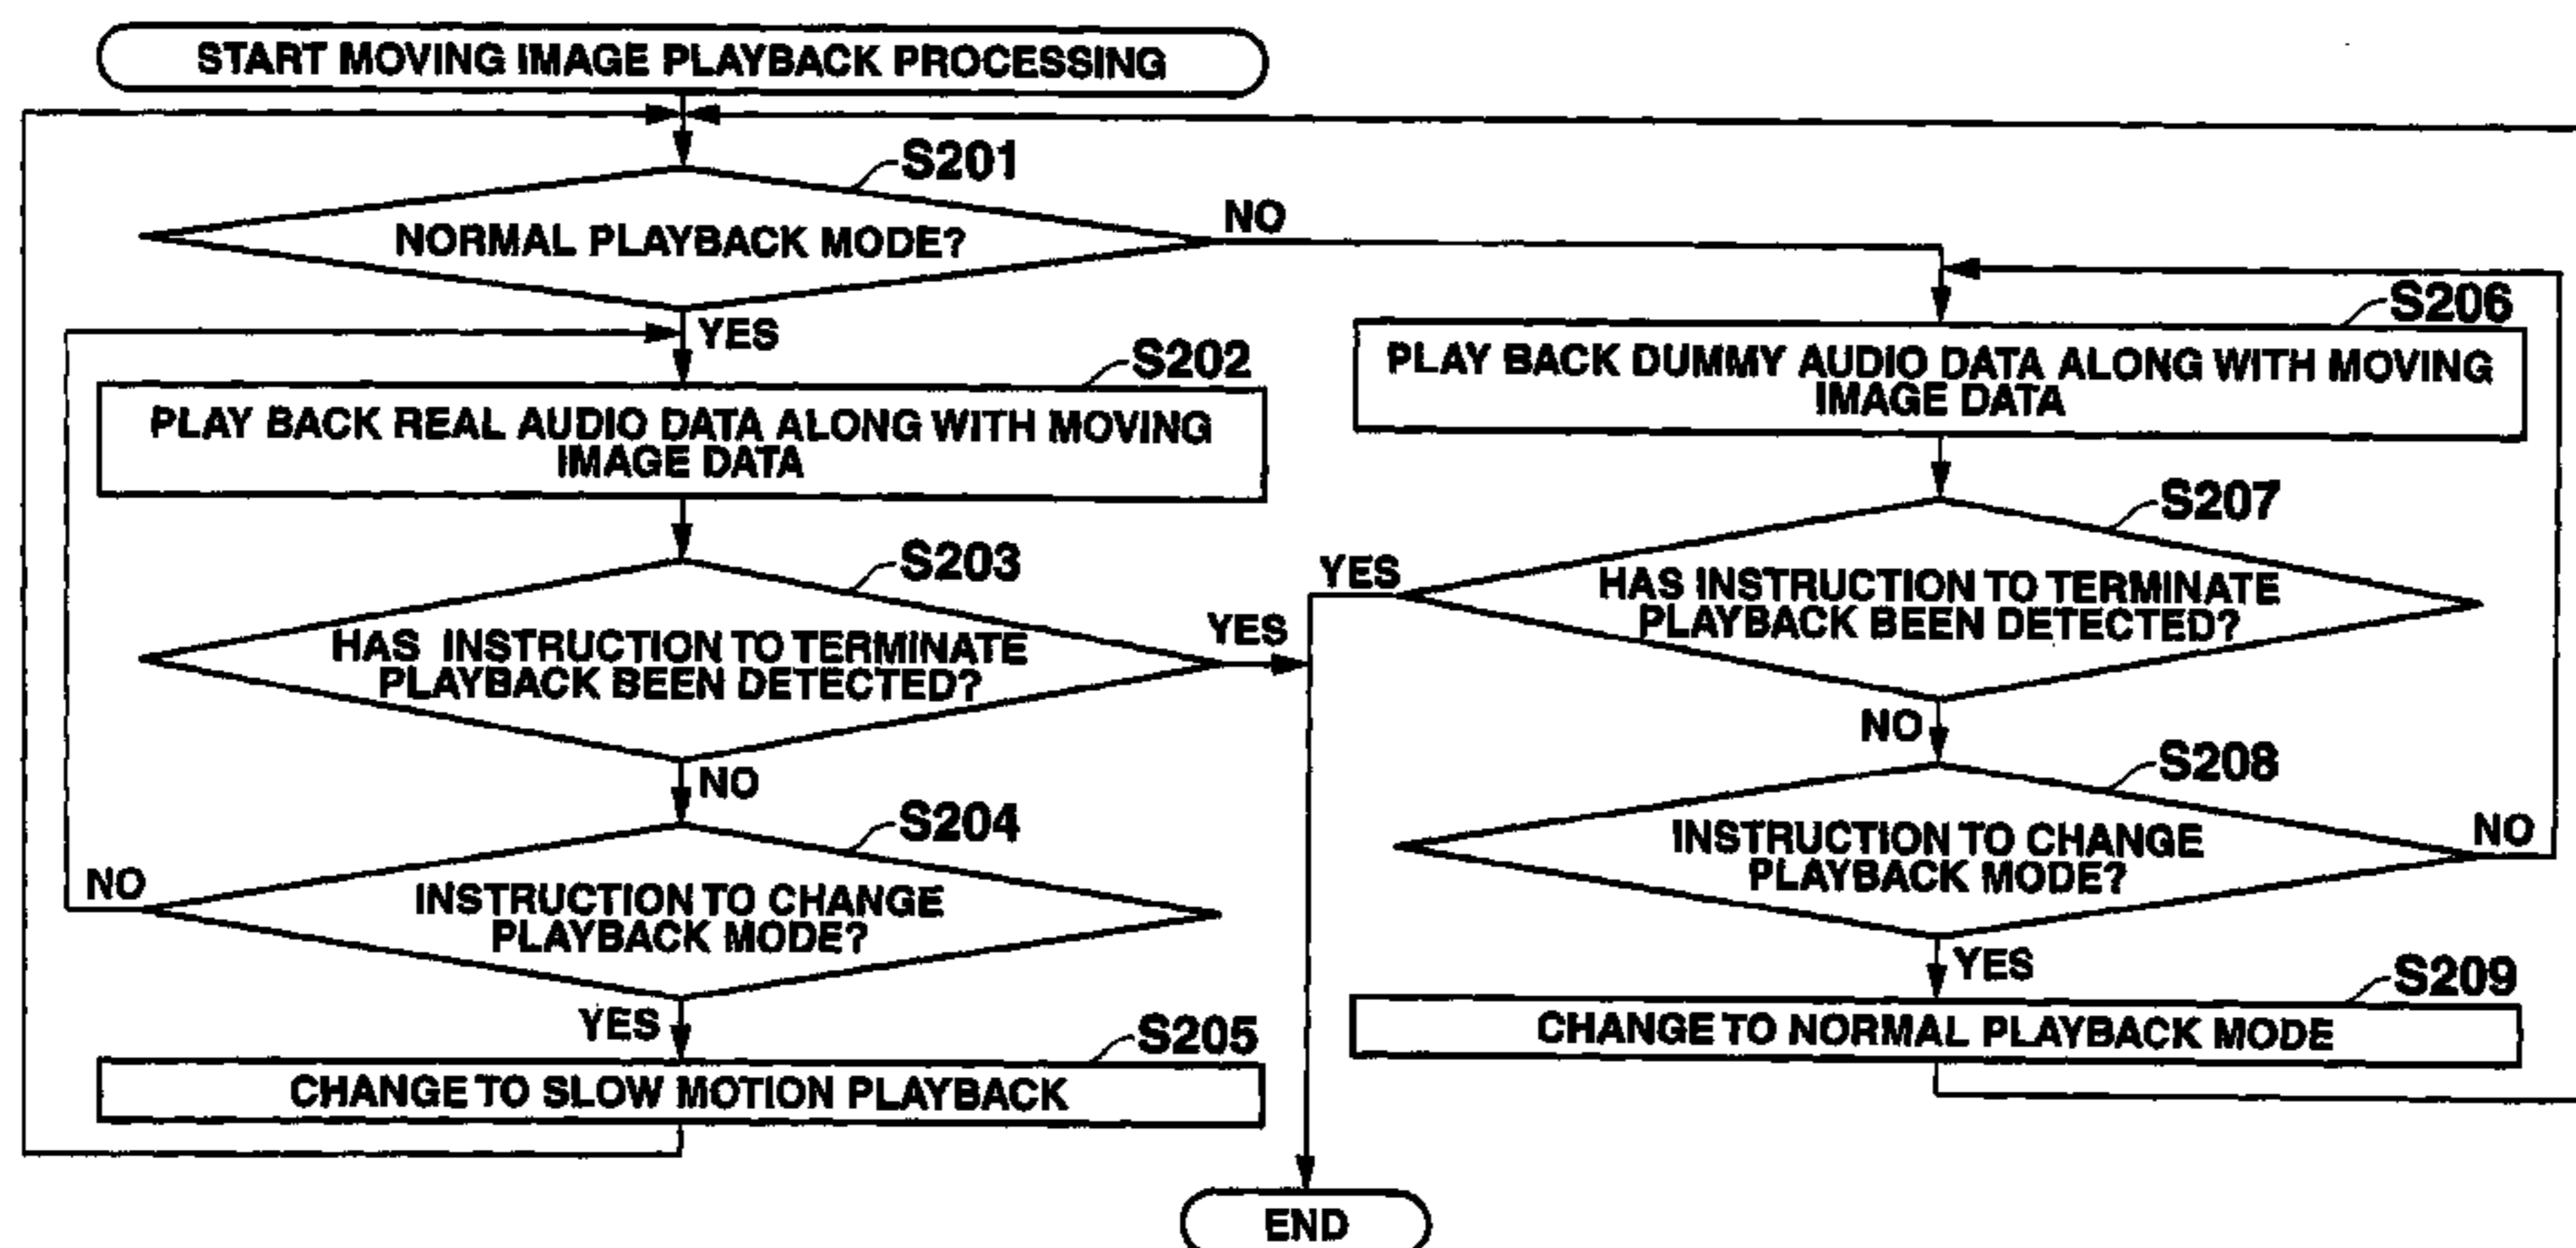 START MOVING IMAGE PLAYBACK PROCESSING
S201
NORMAL PLAYBACK MODE?
NO
YES
S202
PLAY BACK REAL AUDIO DATA ALONG WITH MOVING
IMAGE DATA
S203
HAS INSTRUCTION TO TERMINATE
PLAYBACK BEEN DETECTED?
YES
NO
S204
INSTRUCTION TO CHANGE
PLAYBACK MODE?
NO
YES
S205
CHANGE TO SLOW MOTION PLAYBACK
S206
PLAY BACK DUMMY AUDIO DATA ALONG WITH MOVING
IMAGE DATA
S207
HAS INSTRUCTION TO TERMINATE
PLAYBACK BEEN DETECTED?
YES
NO
S208
INSTRUCTION TO CHANGE
PLAYBACK MODE?
NO
YES
S209
CHANGE TO NORMAL PLAYBACK MODE
END